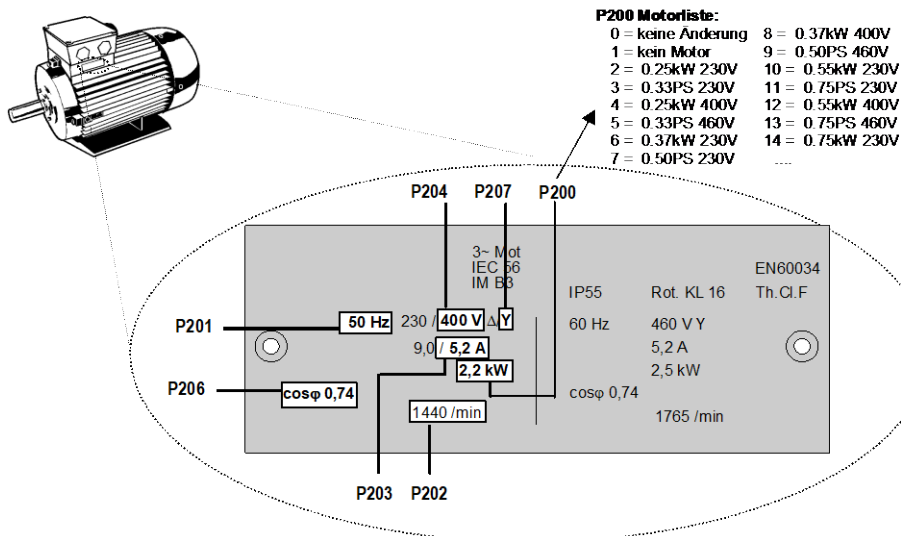 P200 Motorliste:
0 = keine Änderung 8 = 0.37kW 400V
1 = kein Motor 9 = 0.50PS 460V
2 = 0.25kW 230V 10 = 0.55kW 230V
3 = 0.33PS 230V 11 = 0.75PS 230V
4 = 0.25kW 400V 12 = 0.55kW 400V
5 = 0.33PS 460V 13 = 0.75PS 460V
6 = 0.37kW 230V 14 = 0.75kW 230V
7 = 0.50PS 230V ....
P204 P207 P200
3~ Mot
IEC 56
IM B3
EN60034
IP55 Rot. KL 16 Th.Cl.F
P201 50 Hz 230 / 400 V Δ/Y 60 Hz 460 V Y
9,0 / 5,2 A 5,2 A
2,2 kW 2,5 kW
P206 cosφ 0,74 cosφ 0,74
1440 /min 1765 /min
P203 P202